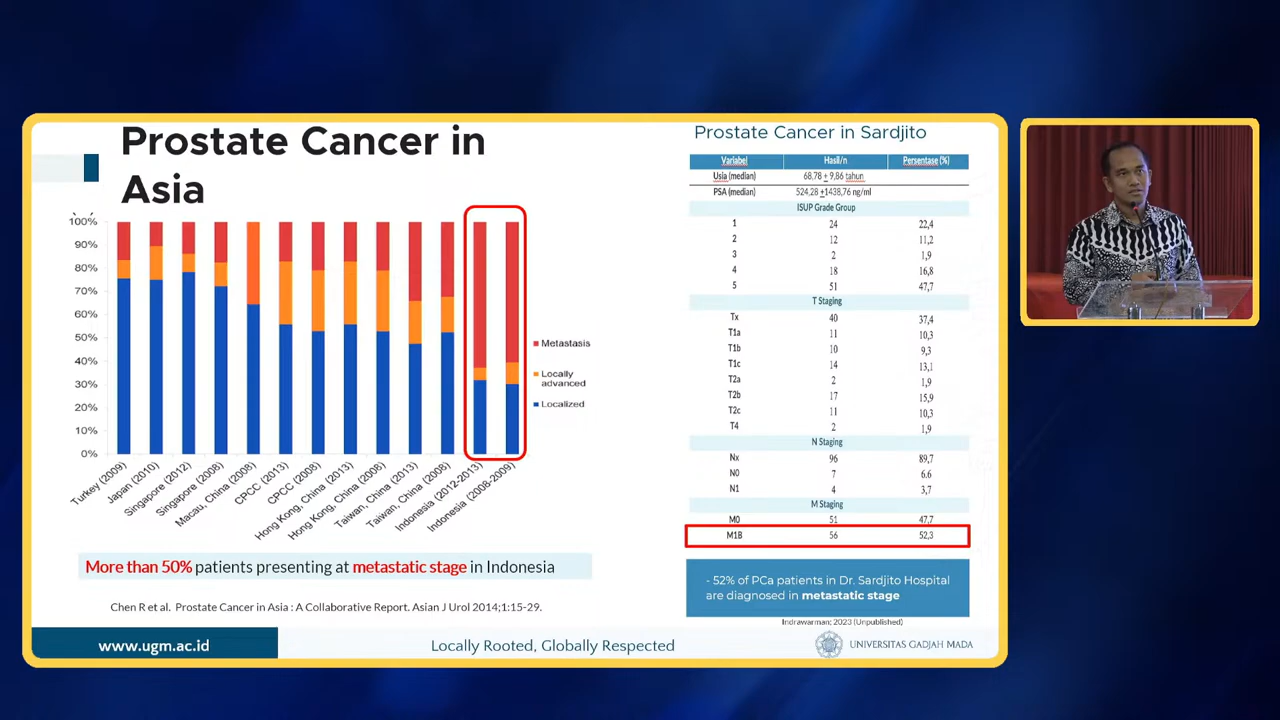 Prostate Cancer in
Asia
100%
90%
80%
70%
60%
50%
40%
30%
20%
10%
0%
Turkey (2009)
Japan (2010)
Singapore (2012)
Singapore (2008)
Macau, China (2008)
CPCC (2013)
CPCC (2008)
Hong Kong, China (2013)
Hong Kong, China (2008)
Taiwan, China (2013)
Taiwan, China (2008)
Indonesia (2012-2013)
Indonesia (2008-2009)
Metastasis
Locally
advanced
Localized
More than 50% patients presenting at metastatic stage in Indonesia
Chen R et al. Prostate Cancer in Asia : A Collaborative Report. Asian J Urol 2014;1:15-29.
Prostate Cancer in Sardjito
Variabel Hasil/n Persentase (%)
Usia (median) 68,78 ± 9,86 tahun
PSA (median) 524,28 ±1438,76 ng/ml
ISUP Grade Group
1 24 22,4
2 12 11,2
3 2 1,9
4 18 16,8
5 51 47,7
T Staging
Tx 40 37,4
T1a 11 10,3
T1b 10 9,3
T1c 14 13,1
T2a 2 1,9
T2b 17 15,9
T2c 11 10,3
T4 2 1,9
N Staging
Nx 96 89,7
N0 7 6,6
N1 4 3,7
M Staging
M0 51 47,7
M1B 56 52,3
- 52% of PCa patients in Dr. Sardjito Hospital
are diagnosed in metastatic stage
Indrawarman; 2023 (Unpublished)
www.ugm.ac.id
Locally Rooted, Globally Respected
UNIVERSITAS GADJAH MADA